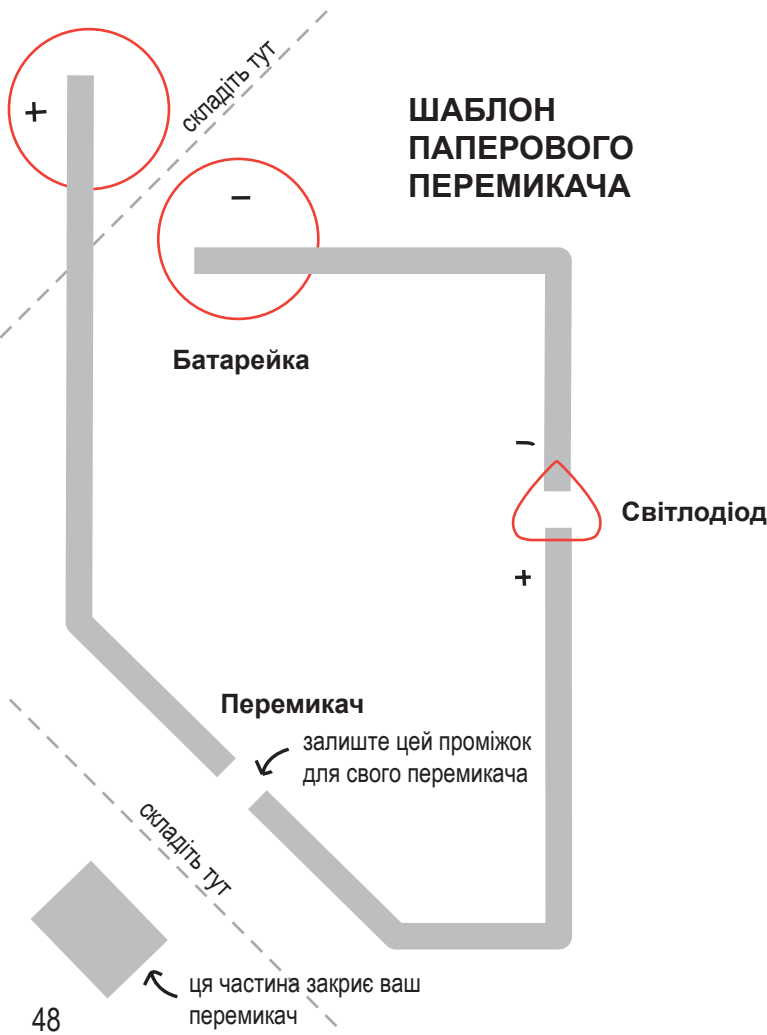 +
складіть тут
ШАБЛОН
ПАПЕРОВОГО
ПЕРЕМИКАЧА
–
Батарейка
–
Світлодіод
+
Перемикач
залиште цей проміжок
для свого перемикача
складіть тут
ця частина закриє ваш
перемикач
48